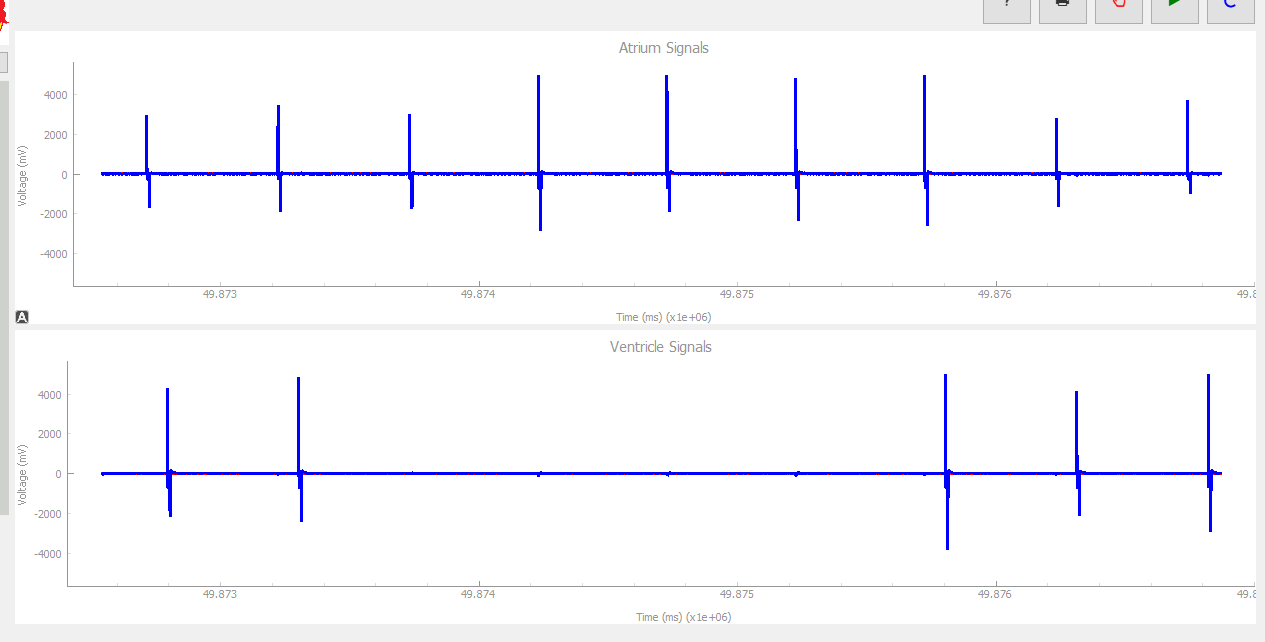 ?
Atrium Signals
4000
2000
0
-2000
-4000
Voltage (mV)
49.873 49.874 49.875 49.876
Time (ms) (x1e+06)
A
Ventricle Signals
4000
2000
0
-2000
-4000
Voltage (mV)
49.873 49.874 49.875 49.876
Time (ms) (x1e+06)